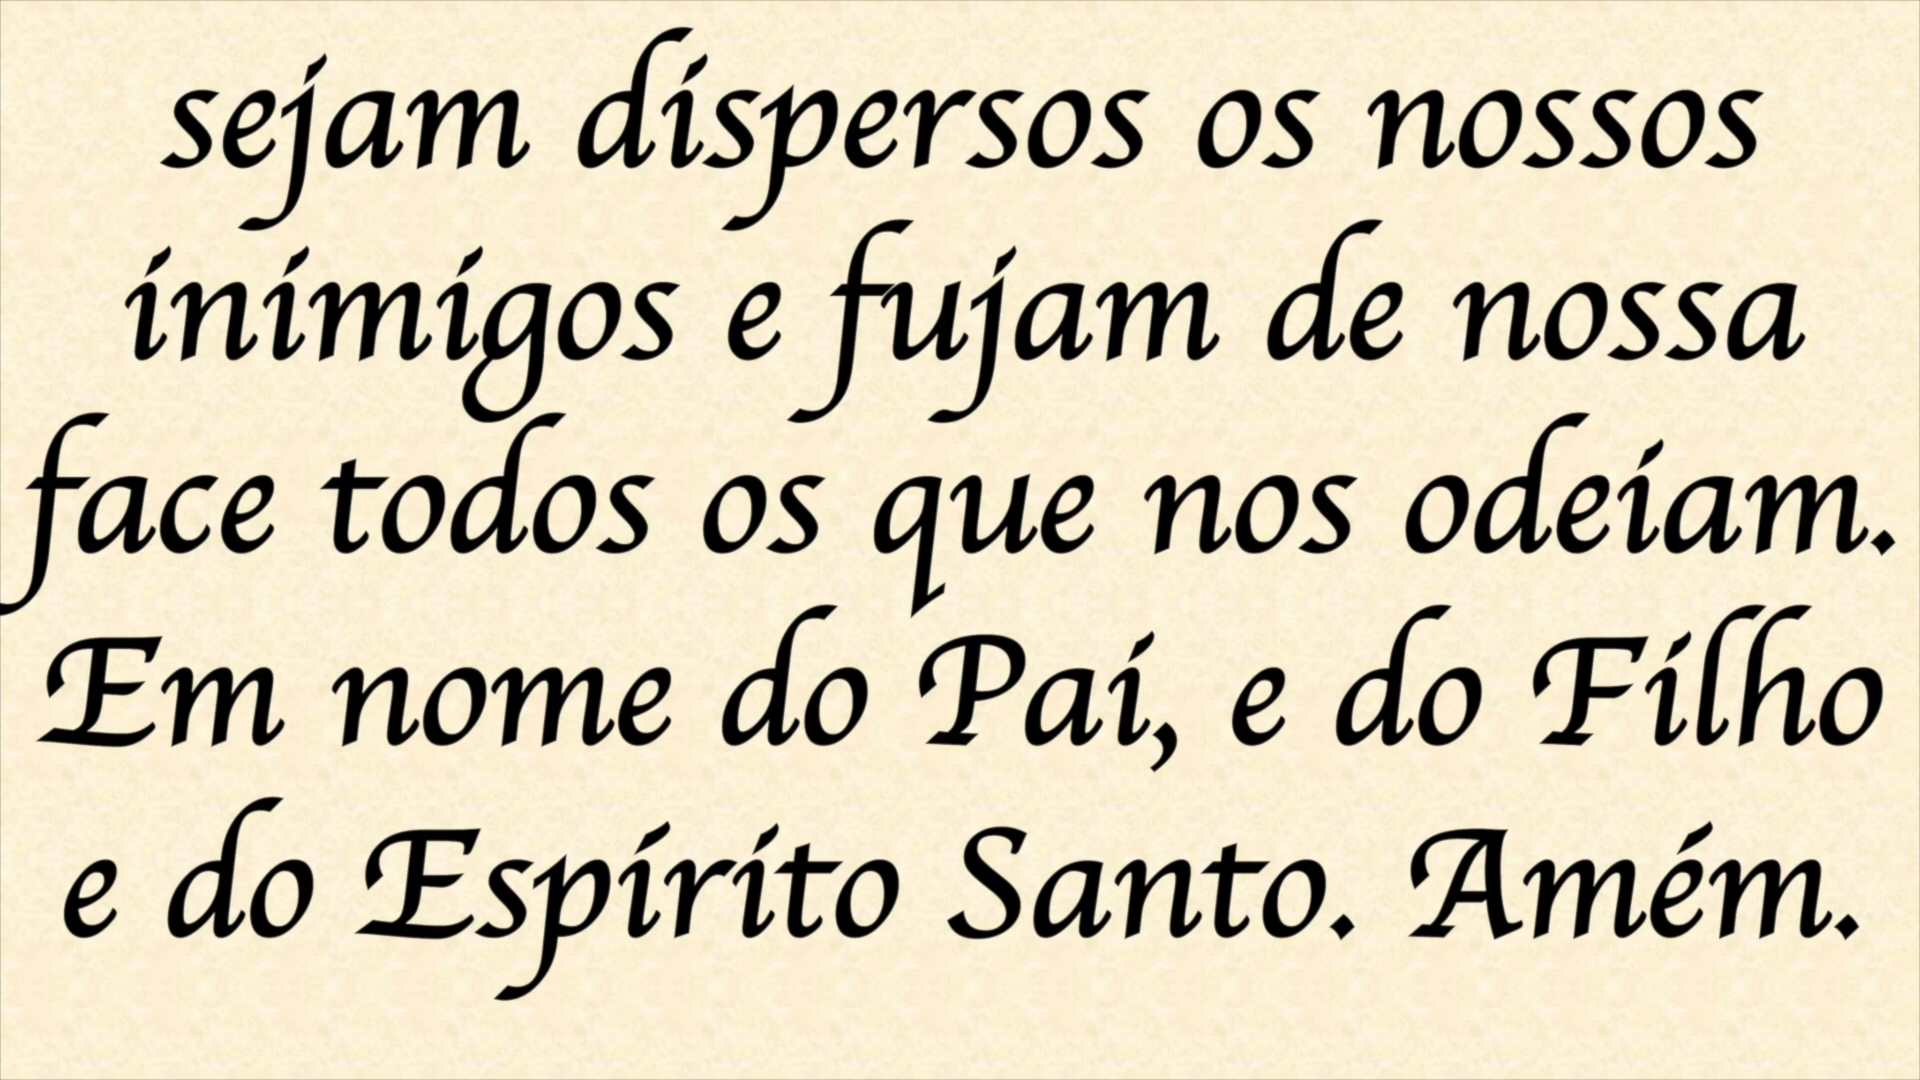 sejam dispersos os nossos
inimigos e fujam de nossa
face todos os que nos odeiam.
Em nome do Pai, e do Filho
e do Espírito Santo. Amém.